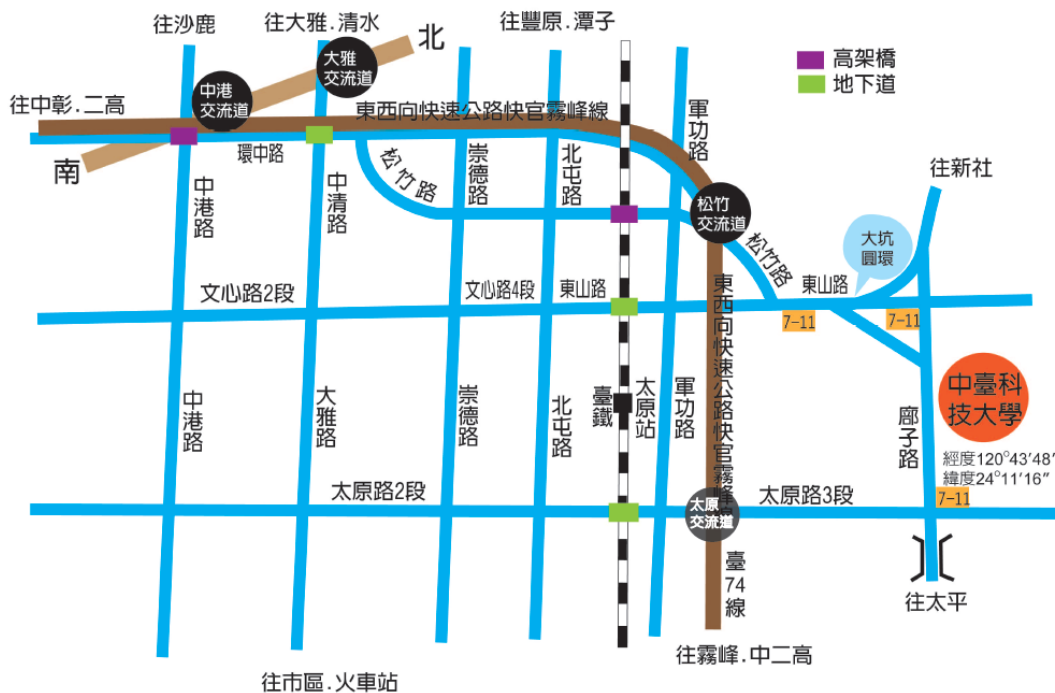 往沙鹿
往大雅.清水
北
往豐原.潭子
高架橋
地下道
大雅
交流道
中港
交流道
往中彰.二高
東西向快速公路快官霧峰線
軍功路
南
環中路
松竹路
崇德路
北屯路
中港路
中清路
往新社
松竹
交流道
松竹路
大坑
圓環
文心路2段
文心路4段
東山路
東山路
7-11
7-11
東西向快速公路快官霧峰線
中港路
大雅路
崇德路
北屯路
臺鐵
太原站
軍功路
廍子路
中臺科
技大學
經度120°43'48'
緯度24°11'16"
7-11
太原路2段
太原
交流道
太原路3段
臺74線
往太平
往霧峰.中二高
往市區.火車站